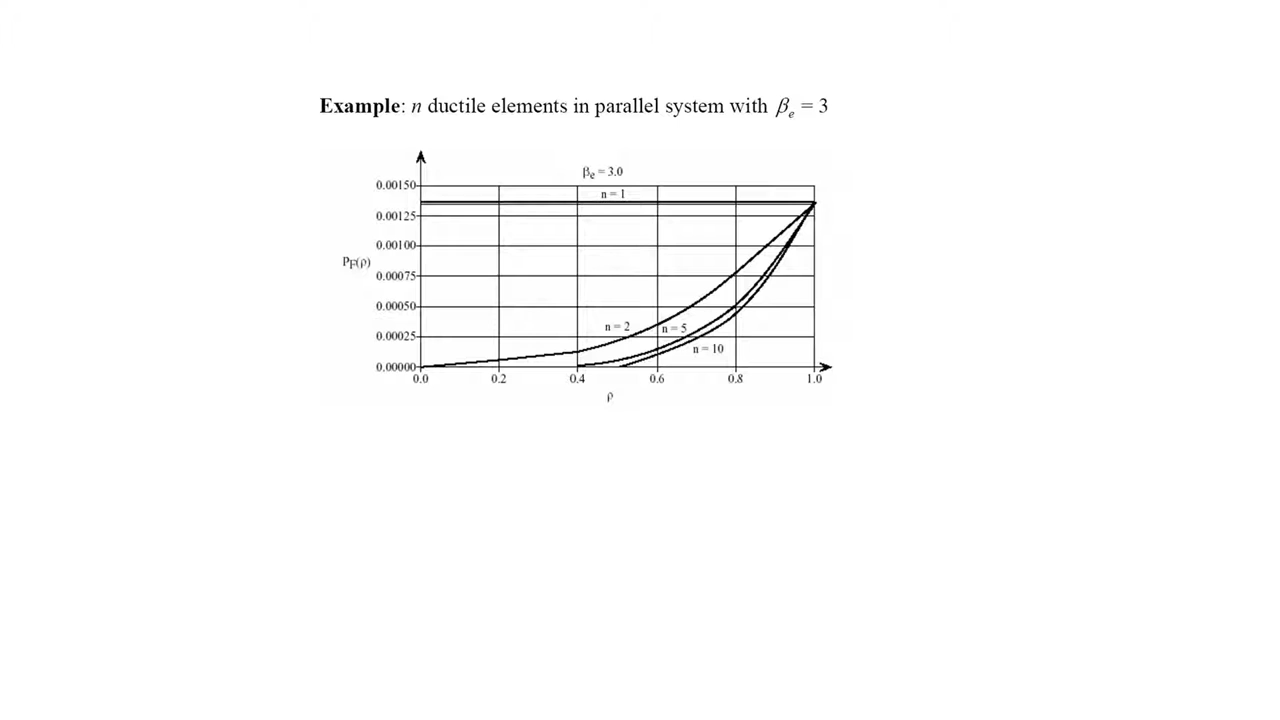 Example: n ductile elements in parallel system with βe = 3
βe = 3.0
0.00150
n = 1
0.00125
0.00100
PF(ρ)
0.00075
0.00050
n = 2
n = 5
0.00025
n = 10
0.00000
0.0 0.2 0.4 0.6 0.8 1.0
ρ